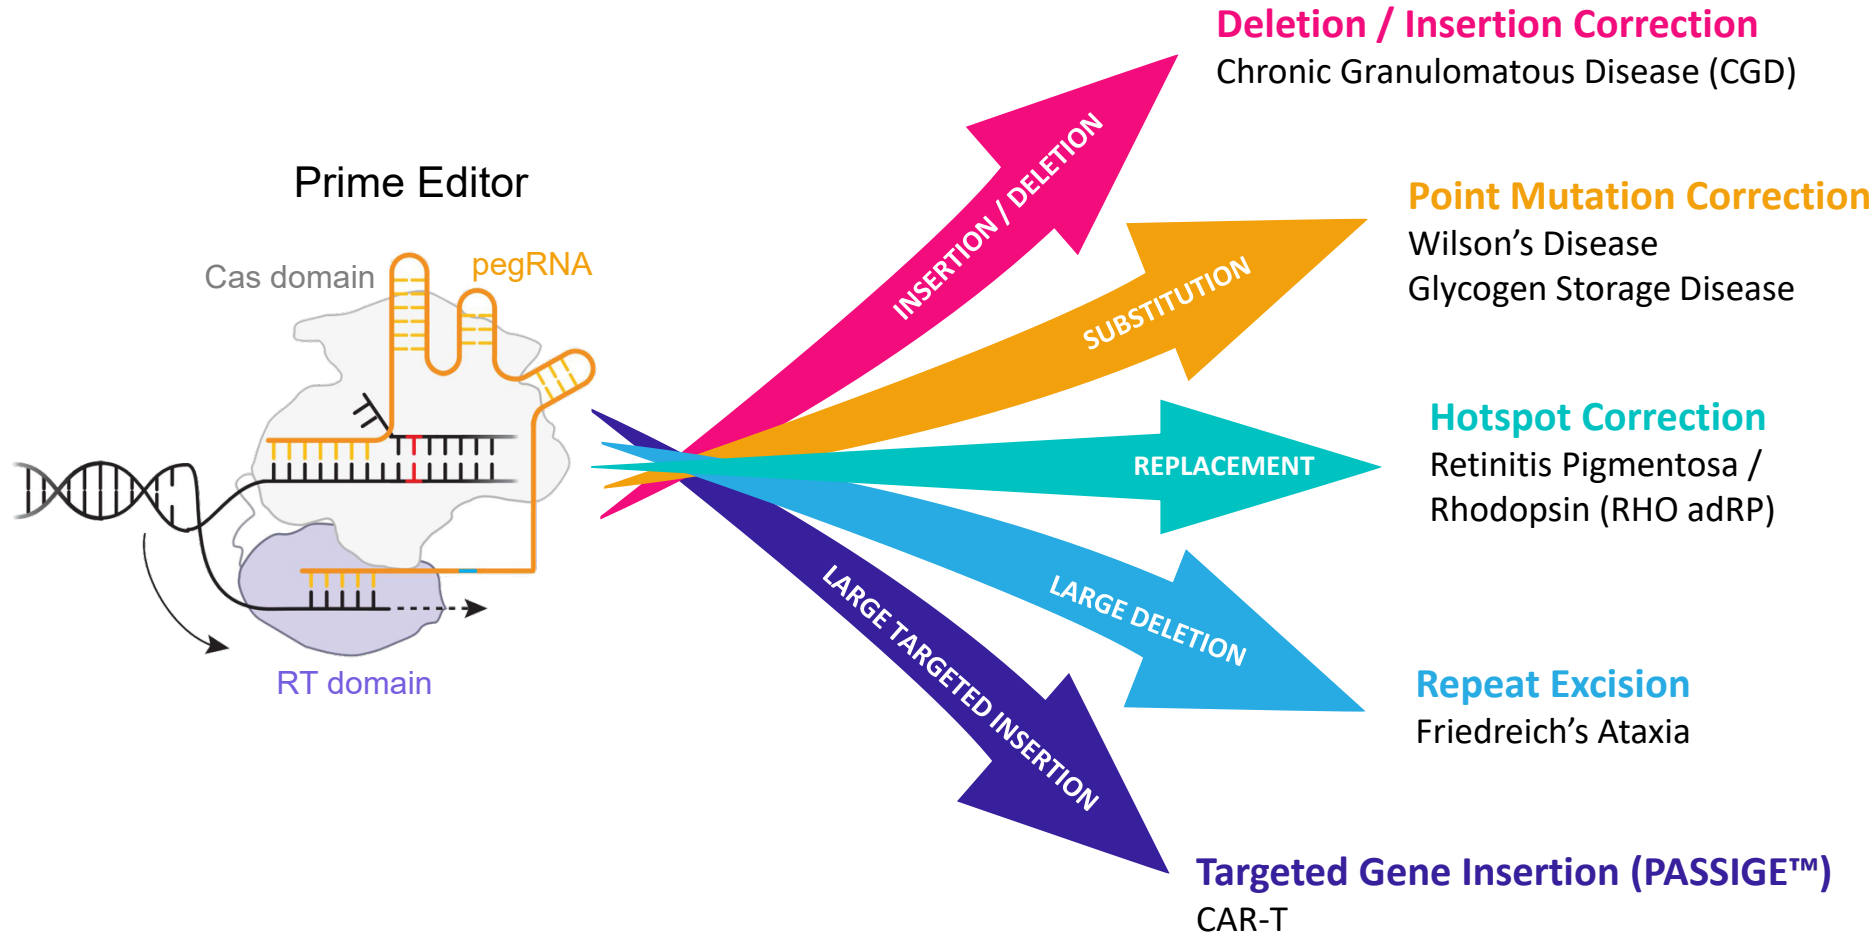 Prime Editor
Cas domain
pegRNA
RT domain
INSERTION / DELETION
Deletion / Insertion Correction
Chronic Granulomatous Disease (CGD)
SUBSTITUTION
Point Mutation Correction
Wilson’s Disease
Glycogen Storage Disease
REPLACEMENT
Hotspot Correction
Retinitis Pigmentosa /
Rhodopsin (RHO adRP)
LARGE DELETION
Repeat Excision
Friedreich’s Ataxia
LARGE TARGETED INSERTION
Targeted Gene Insertion (PASSIGE™)
CAR-T